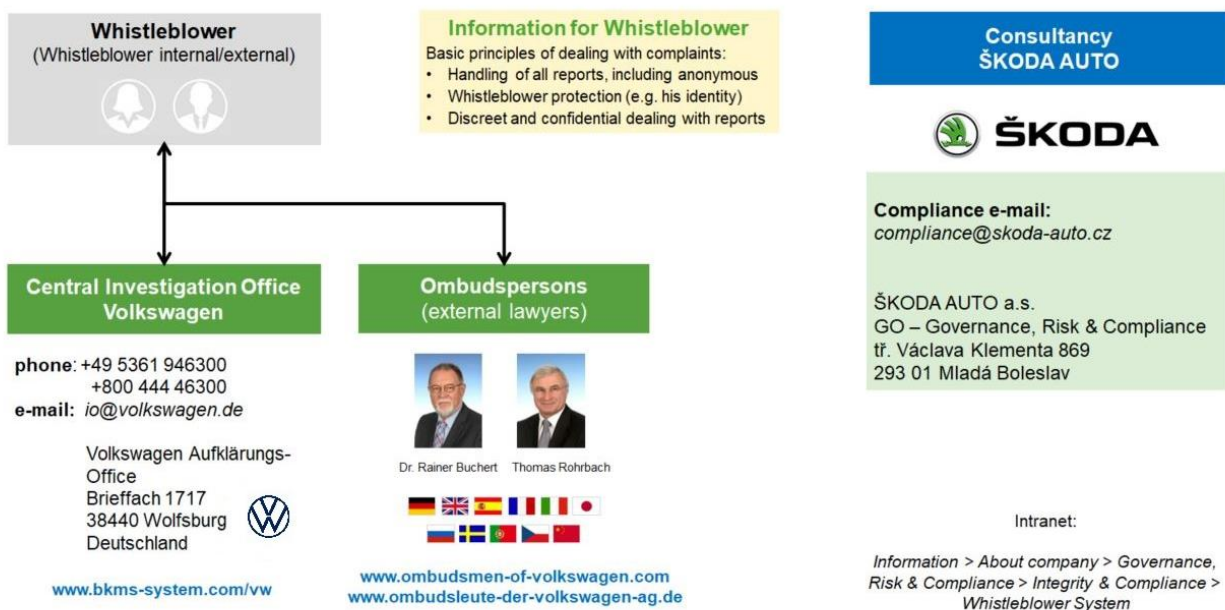 Whistleblower
(Whistleblower internal/external)
Information for Whistleblower
Basic principles of dealing with complaints:
• Handling of all reports, including anonymous
• Whistleblower protection (e.g. his identity)
• Discreet and confidential dealing with reports
Central Investigation Office
Volkswagen
phone: +49 5361 946300
+800 444 46300
e-mail: io@volkswagen.de
Volkswagen Aufklärungs-
Office
Brieffach 1717
38440 Wolfsburg
Deutschland
www.bkms-system.com/vw
Ombudspersons
(external lawyers)
Dr. Rainer Buchert
Thomas Rohrbach
www.ombudsmen-of-volkswagen.com
www.ombudsleute-der-volkswagen-ag.de
Consultancy
ŠKODA AUTO
ŠKODA
Compliance e-mail:
compliance@skoda-auto.cz
ŠKODA AUTO a.s.
GO – Governance, Risk & Compliance
tř. Václava Klementa 869
293 01 Mladá Boleslav
Intranet:
Information > About company > Governance,
Risk & Compliance > Integrity & Compliance >
Whistleblower System